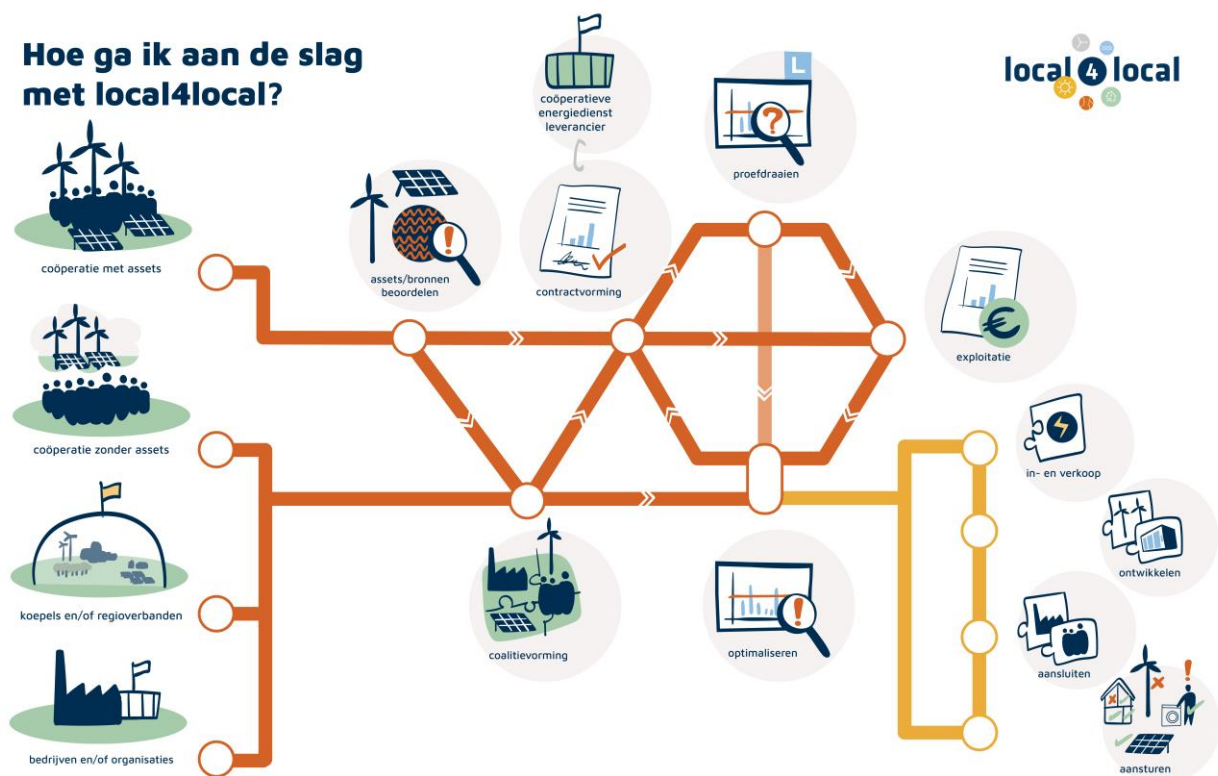 Hoe ga ik aan de slag
met local4local?
local 4 local
coöperatieve
energiedienst
leverancier
L
?
proefdraaien
coöperatie met assets
!
assets/bronnen
beoordelen
contractvorming
€
exploitatie
coöperatie zonder assets
in- en verkoop
ontwikkelen
koepels en/of regioverbanden
coalitievorming
!
optimaliseren
aansluiten
bedrijven en/of organisaties
!
aansturen